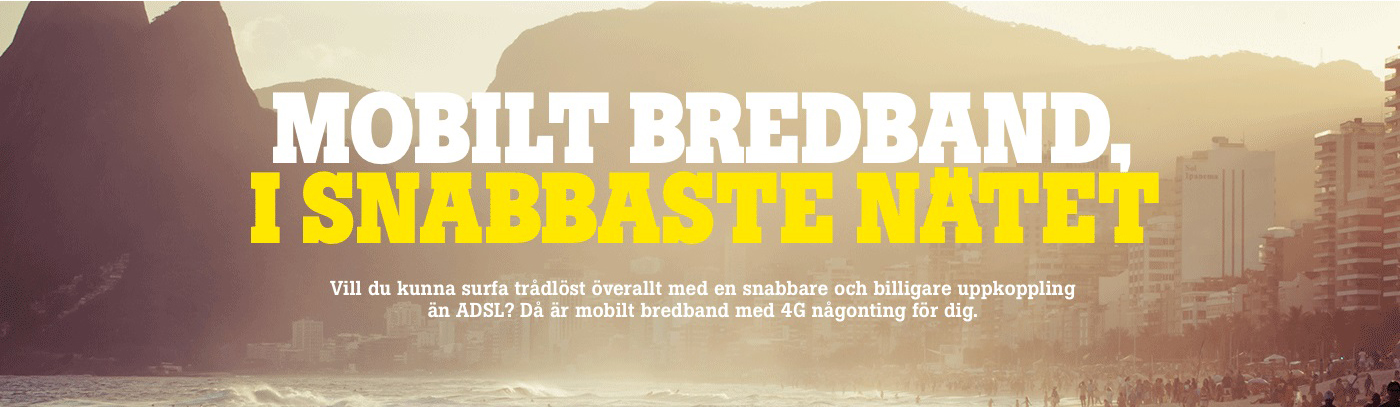 MOBILT BREDBAND,
I SNABBASTE NÄTET
Vill du kunna surfa trådlöst överallt med en snabbare och billigare uppkoppling
än ADSL? Då är mobilt bredband med 4G någonting för dig.